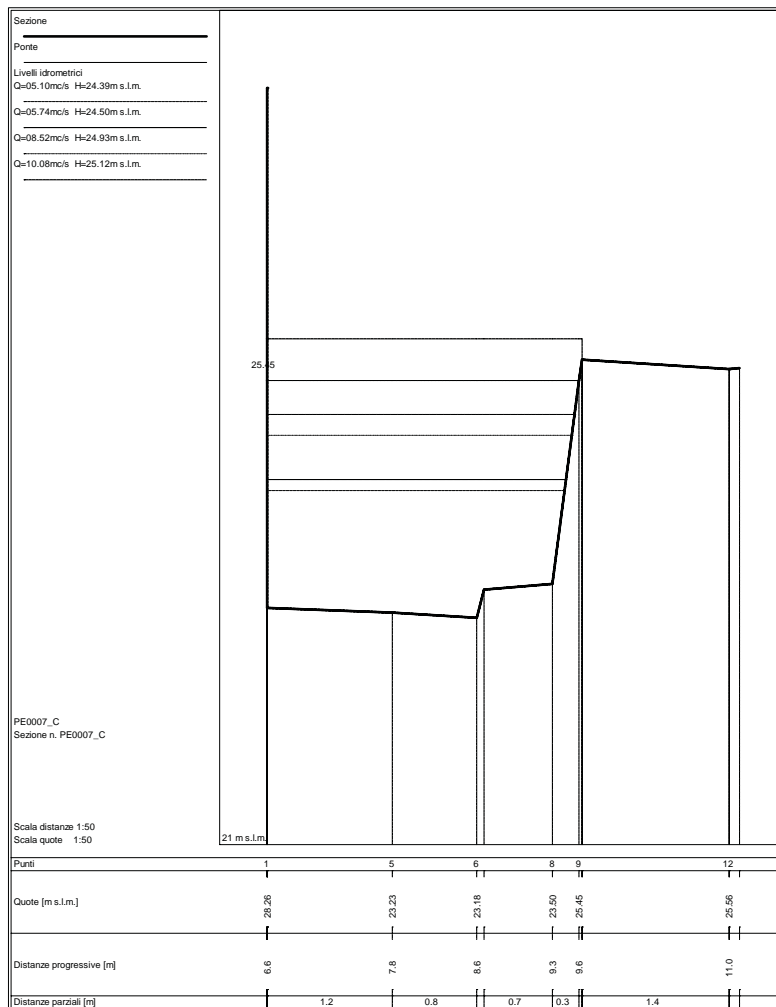 Sezione
Ponte
Livelli idrometrici
Q=05.10mc/s H=24.39m s.l.m.
Q=05.74mc/s H=24.50m s.l.m.
Q=08.52mc/s H=24.93m s.l.m.
Q=10.08mc/s H=25.12m s.l.m.
25.45
PE0007_C
Sezione n. PE0007_C
Scala distanze 1:50
Scala quote 1:50
21 m s.l.m.
Punti 1 5 6 8 9 12
Quote [m s.l.m.] 28.26 23.23 23.18 23.50 25.45 25.56
Distanze progressive [m] 6.6 7.8 8.6 9.3 9.6 11.0
Distanze parziali [m] 1.2 0.8 0.7 0.3 1.4